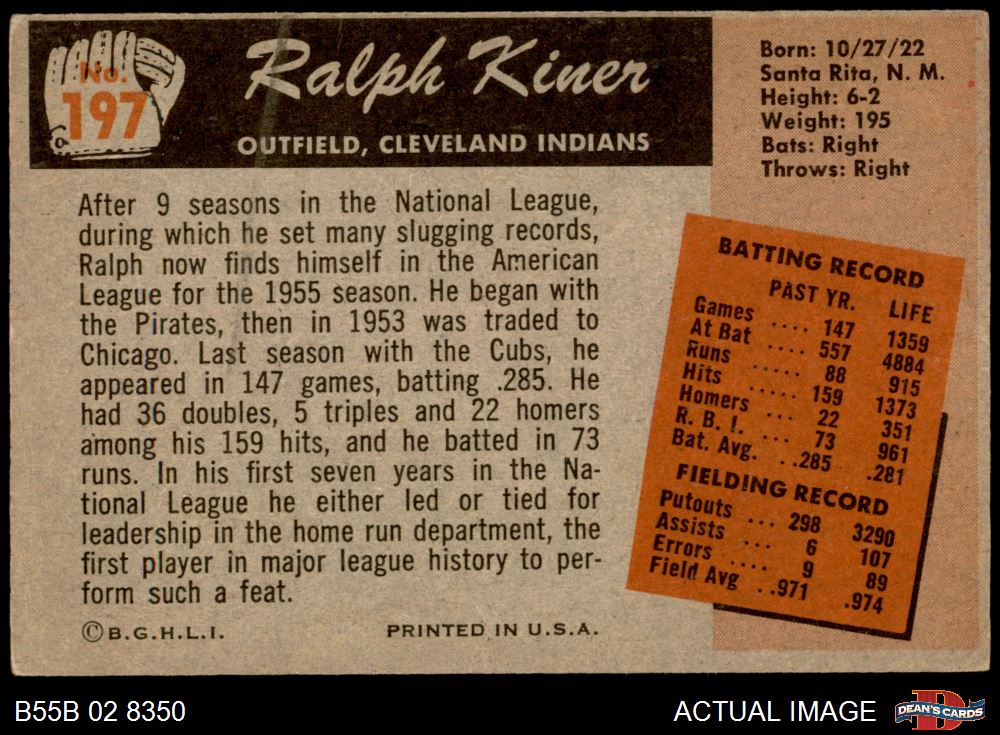 No.
197
Ralph Kiner
OUTFIELD, CLEVELAND INDIANS
Born: 10/27/22
Santa Rita, N. M.
Height: 6-2
Weight: 195
Bats: Right
Throws: Right
After 9 seasons in the National League,
during which he set many slugging records,
Ralph now finds himself in the American
League for the 1955 season. He began with
the Pirates, then in 1953 was traded to
Chicago. Last season with the Cubs, he
appeared in 147 games, batting .285. He
had 36 doubles, 5 triples and 22 homers
among his 159 hits, and he batted in 73
runs. In his first seven years in the Na-
tional League he either led or tied for
leadership in the home run department, the
first player in major league history to per-
form such a feat.
©B.G.H.L.I. PRINTED IN U.S.A.
BATTING RECORD
PAST YR. LIFE
Games .... 147 1359
At Bat .... 557 4884
Runs ..... 88 915
Hits ..... 159 1373
Homers ... 22 351
R. B. I. ... 73 961
Bat. Avg. . .285 .281
FIELDING RECORD
Putouts ... 298 3290
Assists ... 6 107
Errors .... 9 89
Field Avg . .971 .974
B55B 02 8350 ACTUAL IMAGE
D
DEAN'S CARDS